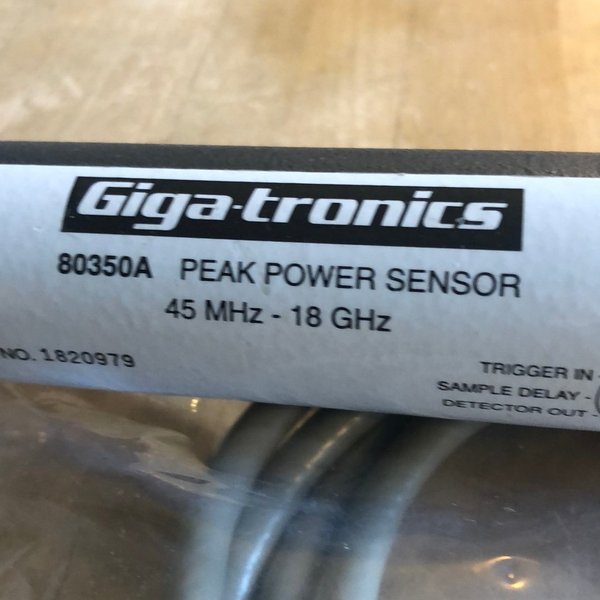 Giga-tronics
80350A PEAK POWER SENSOR
45 MHz - 18 GHz
NO. 1820979
TRIGGER IN -
SAMPLE DELAY -
DETECTOR OUT -